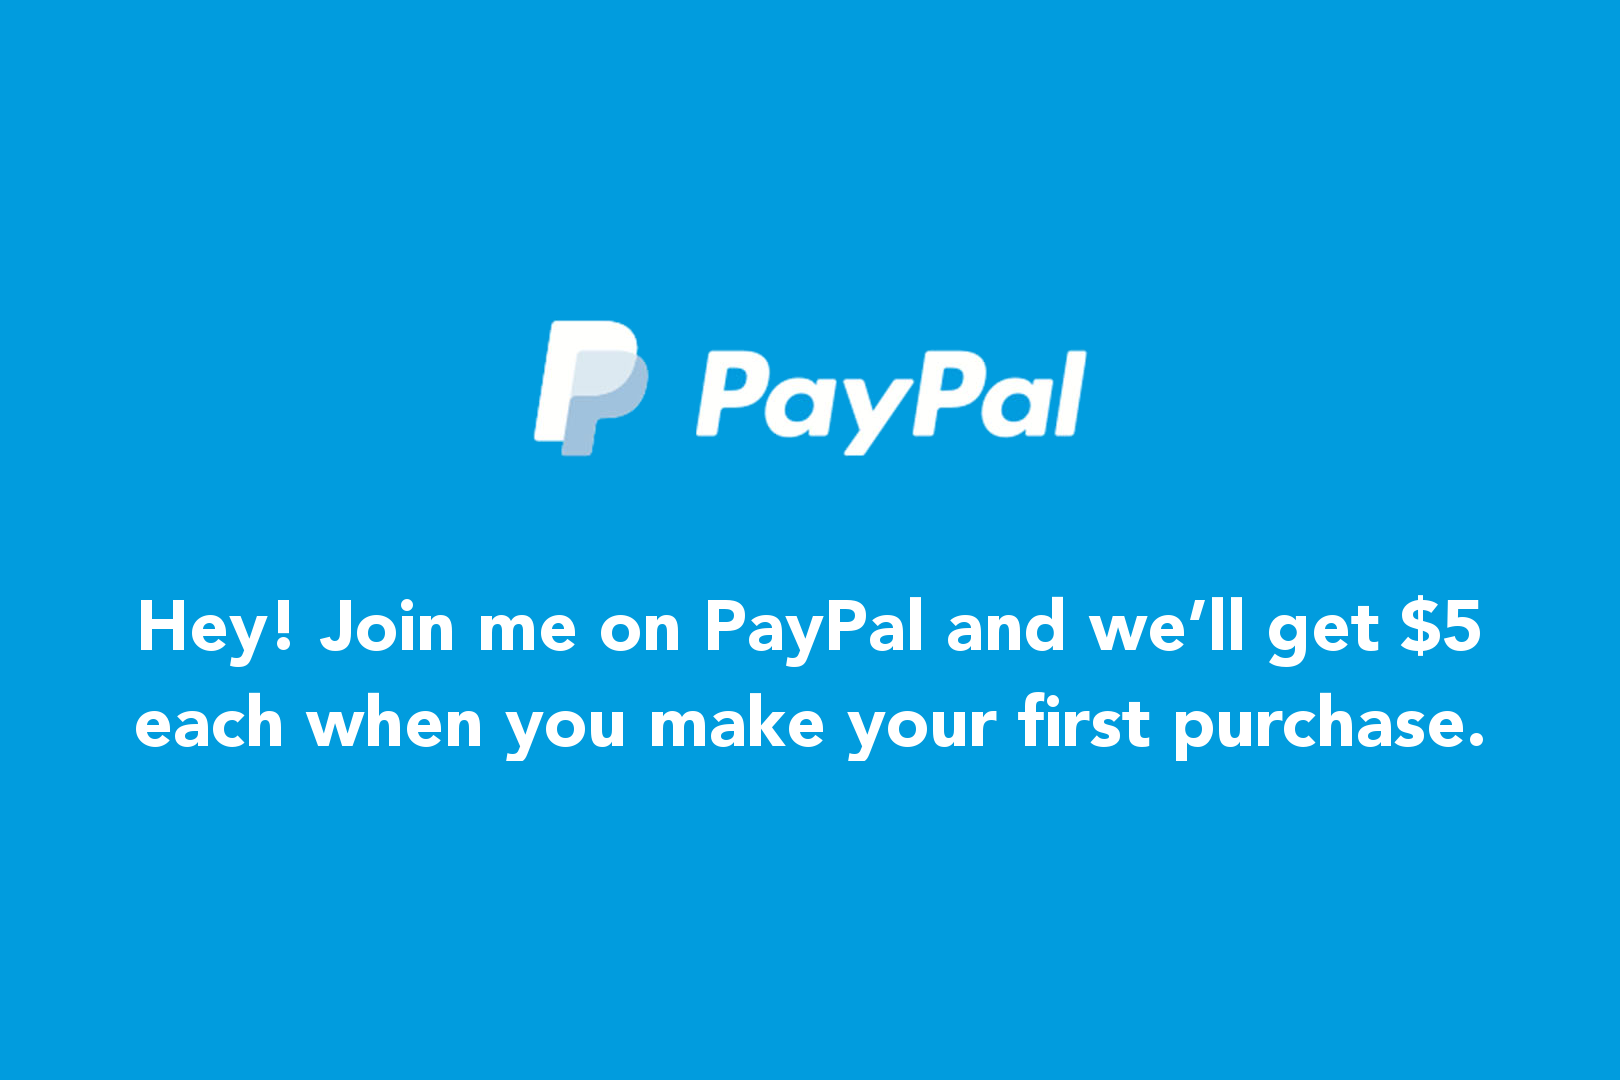 PayPal
Hey! Join me on PayPal and we’ll get $5
each when you make your first purchase.